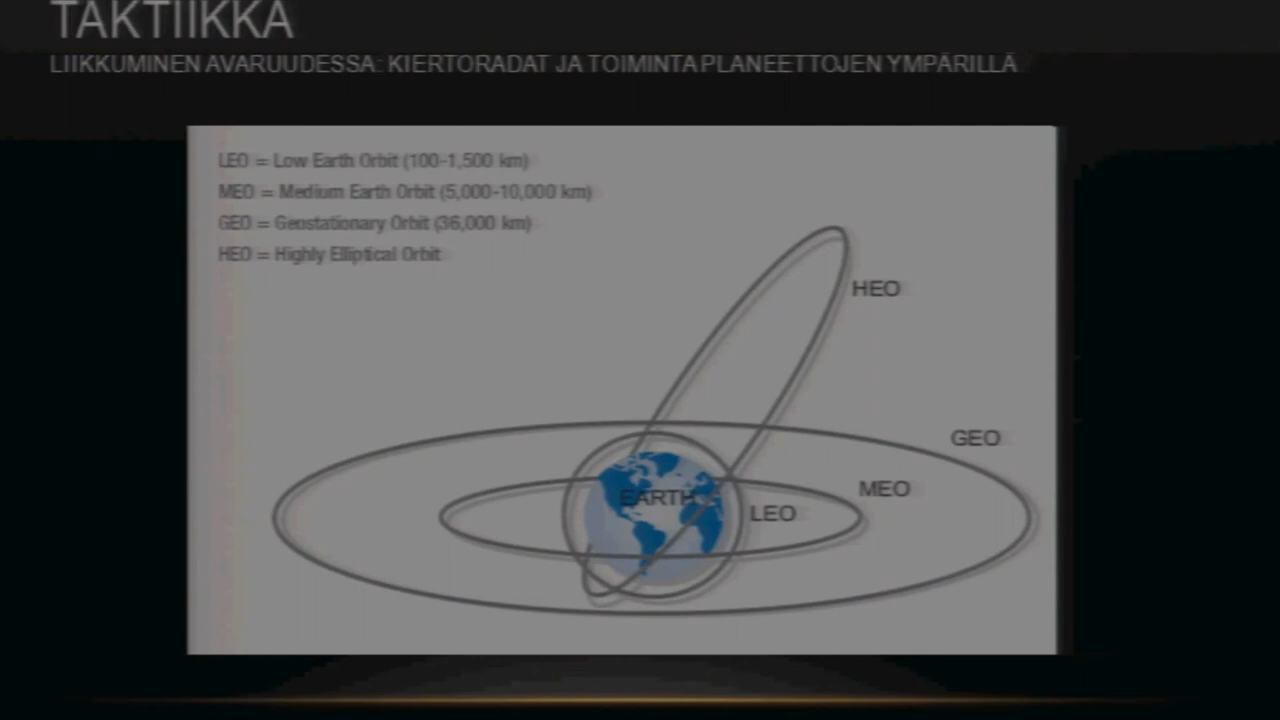 TAKTIIKKA
LIIKKUMINEN AVARUUDESSA: KIERTORADAT JA TOIMINTA PLANEETTOJEN YMPÄRILLÄ
LEO = Low Earth Orbit (100-1,500 km)
MEO = Medium Earth Orbit (5,000-10,000 km)
GEO = Geostationary Orbit (36,000 km)
HEO = Highly Elliptical Orbit
HEO
GEO
MEO
EARTH
LEO